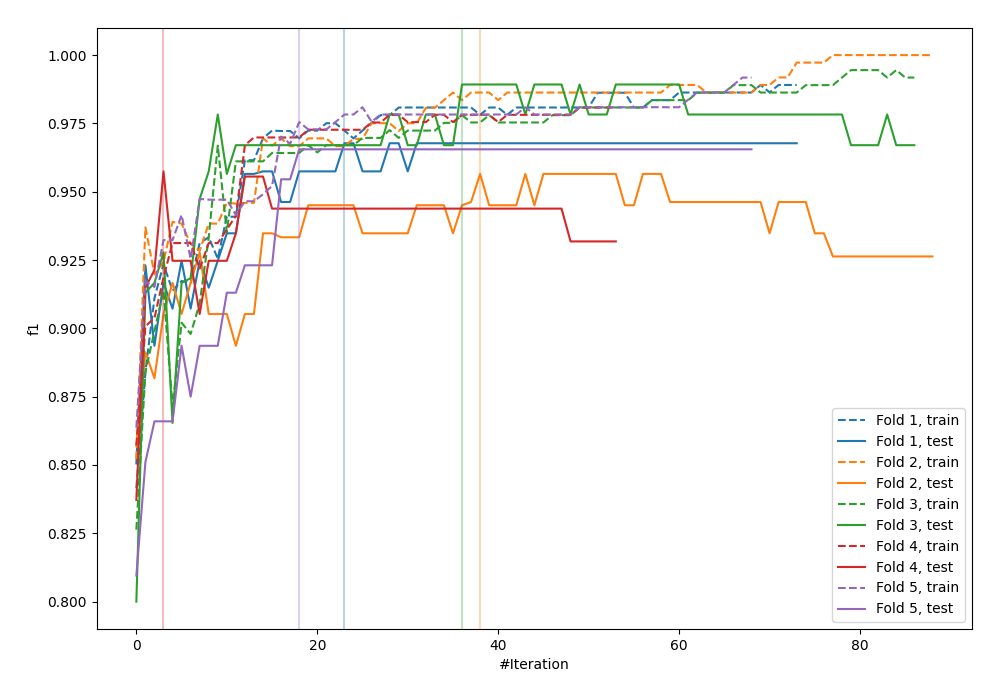 1.000
0.975
0.950
0.925
0.900
0.875
0.850
0.825
0.800
f1
0
20
40
60
80
#Iteration
Fold 1, train
Fold 1, test
Fold 2, train
Fold 2, test
Fold 3, train
Fold 3, test
Fold 4, train
Fold 4, test
Fold 5, train
Fold 5, test